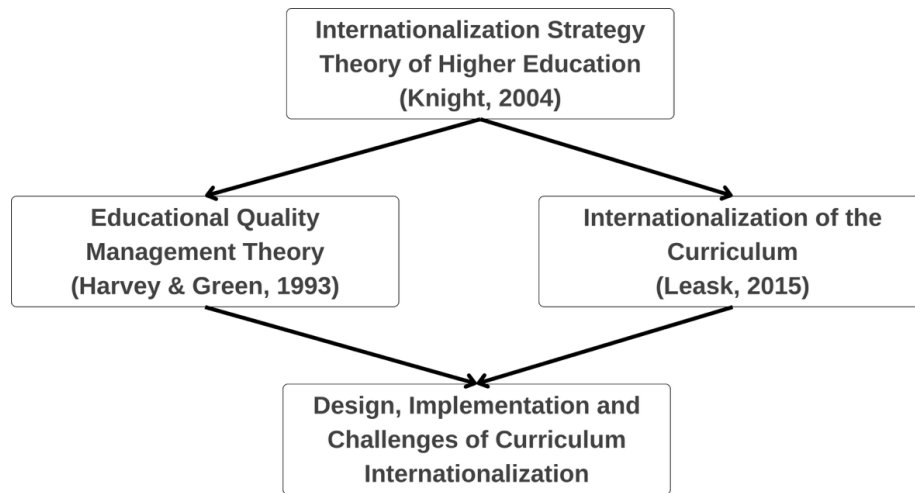 Internationalization Strategy
Theory of Higher Education
(Knight, 2004)
Educational Quality
Management Theory
(Harvey & Green, 1993)
Internationalization of the
Curriculum
(Leask, 2015)
Design, Implementation and
Challenges of Curriculum
Internationalization